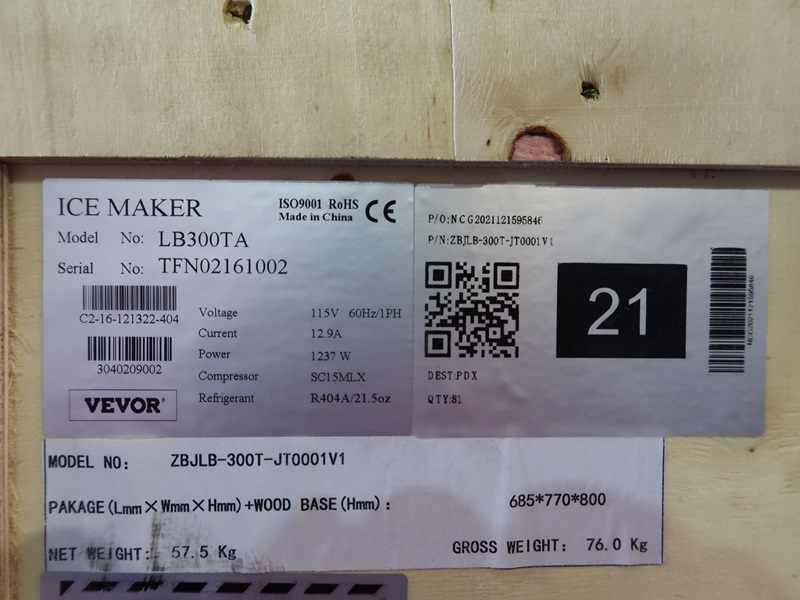 ICE MAKER
ISO9001 RoHS
Made in China
CE
Model No: LB300TA
Serial No: TFN02161002
C2-16-121322-404
3040209002
VEVOR
Voltage 115V 60Hz/1PH
Current 12.9A
Power 1237 W
Compressor SC15MLX
Refrigerant R404A/21.5oz
P/O:NCG2021121595846
P/N:ZBJLB-300T-JT0001V1
21
NCG2021121595846
DEST:PDX
QTY:81
MODEL NO: ZBJLB-300T-JT0001V1
PAKAGE(Lmm×Wmm×Hmm)+WOOD BASE(Hmm): 685*770*800
NET WEIGHT: 57.5 Kg GROSS WEIGHT: 76.0 Kg